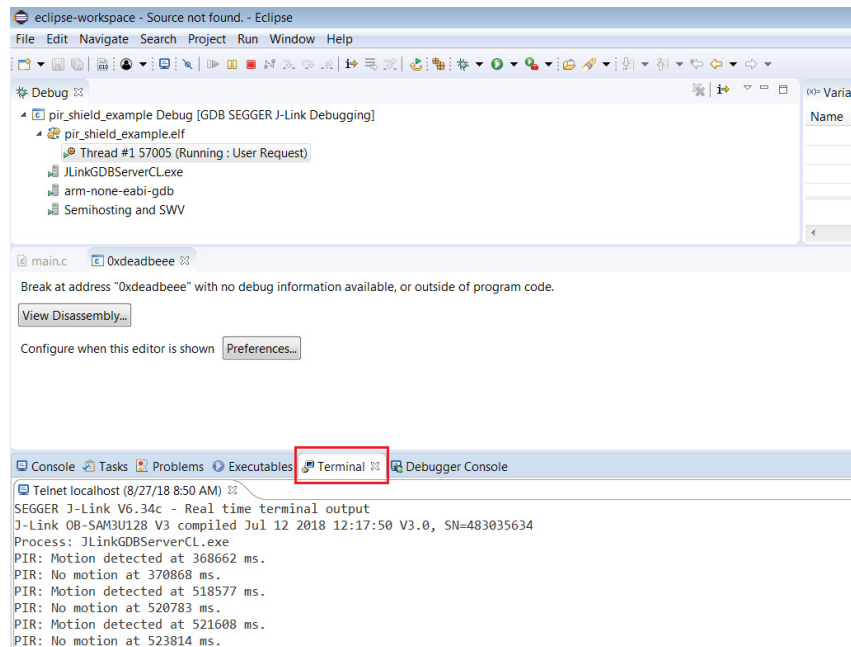 eclipse-workspace - Source not found. - Eclipse
File Edit Navigate Search Project Run Window Help
Debug
(x)= Varia
pir_shield_example Debug [GDB SEGGER J-Link Debugging]
Name
pir_shield_example.elf
Thread #1 57005 (Running : User Request)
JLinkGDBServerCL.exe
arm-none-eabi-gdb
Semihosting and SWV
main.c 0xdeadbeee
Break at address "0xdeadbeee" with no debug information available, or outside of program code.
View Disassembly...
Configure when this editor is shown Preferences...
Console Tasks Problems Executables Terminal Debugger Console
Telnet localhost (8/27/18 8:50 AM)
SEGGER J-Link V6.34c - Real time terminal output
J-Link OB-SAM3U128 V3 compiled Jul 12 2018 12:17:50 V3.0, SN=483035634
Process: JLinkGDBServerCL.exe
PIR: Motion detected at 368662 ms.
PIR: No motion at 370868 ms.
PIR: Motion detected at 518577 ms.
PIR: No motion at 520783 ms.
PIR: Motion detected at 521608 ms.
PIR: No motion at 523814 ms.